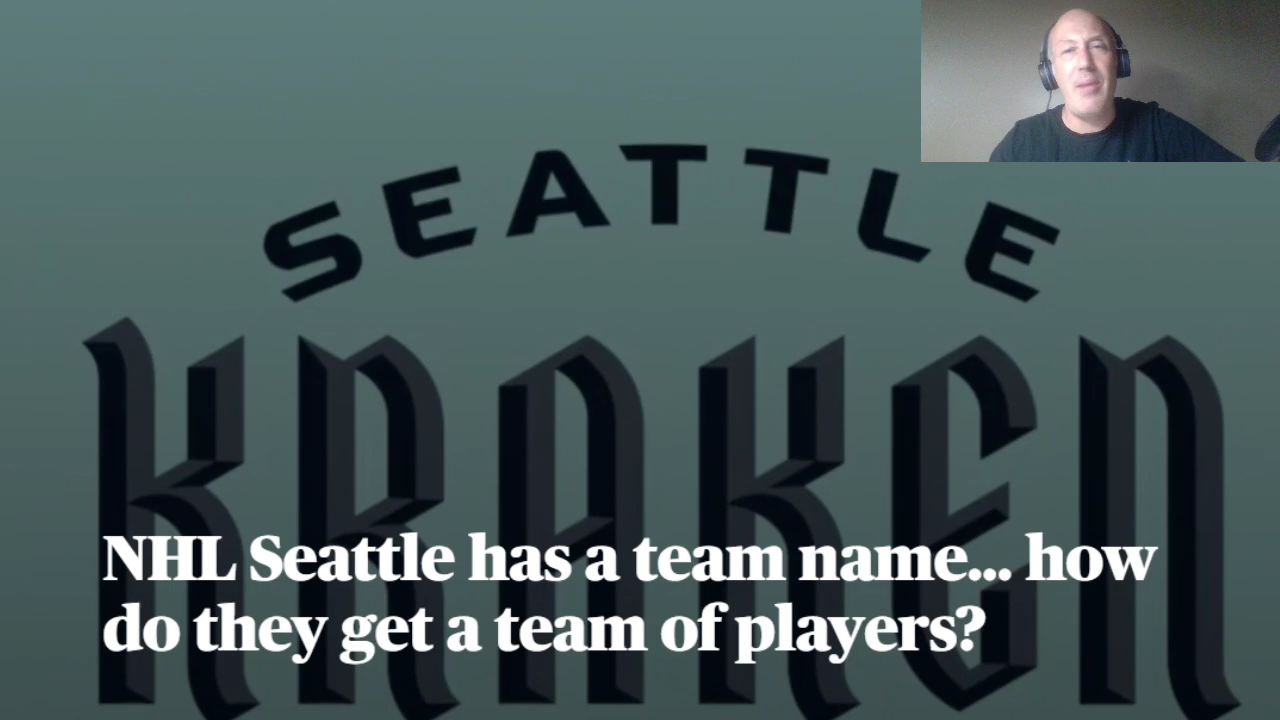 SEATTLE
KRAKEN
NHL Seattle has a team name... how
do they get a team of players?